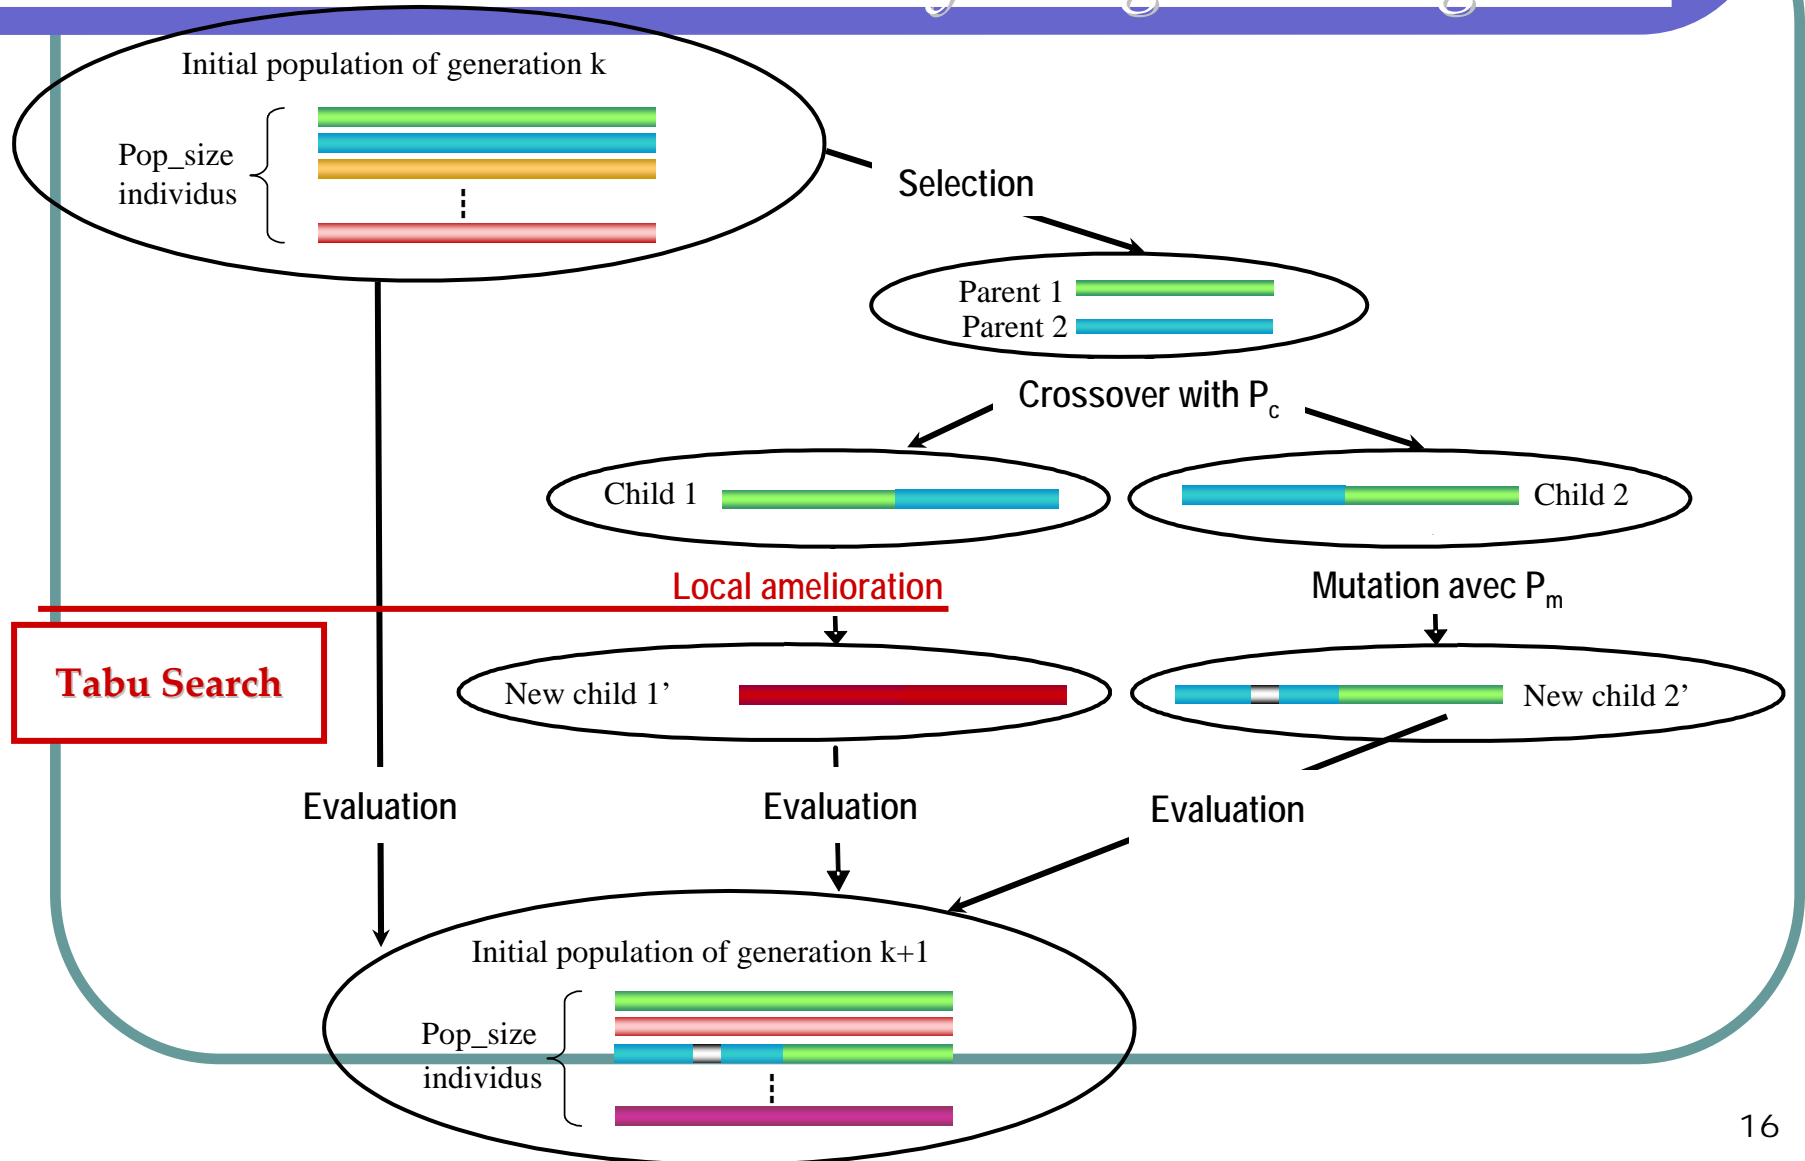 Initial population of generation k
Pop_size
individus
Selection
Parent 1
Parent 2
Crossover with Pc
Child 1
Child 2
Local amelioration
Mutation avec Pm
Tabu Search
New child 1’
New child 2’
Evaluation
Evaluation
Evaluation
Initial population of generation k+1
Pop_size
individus
16